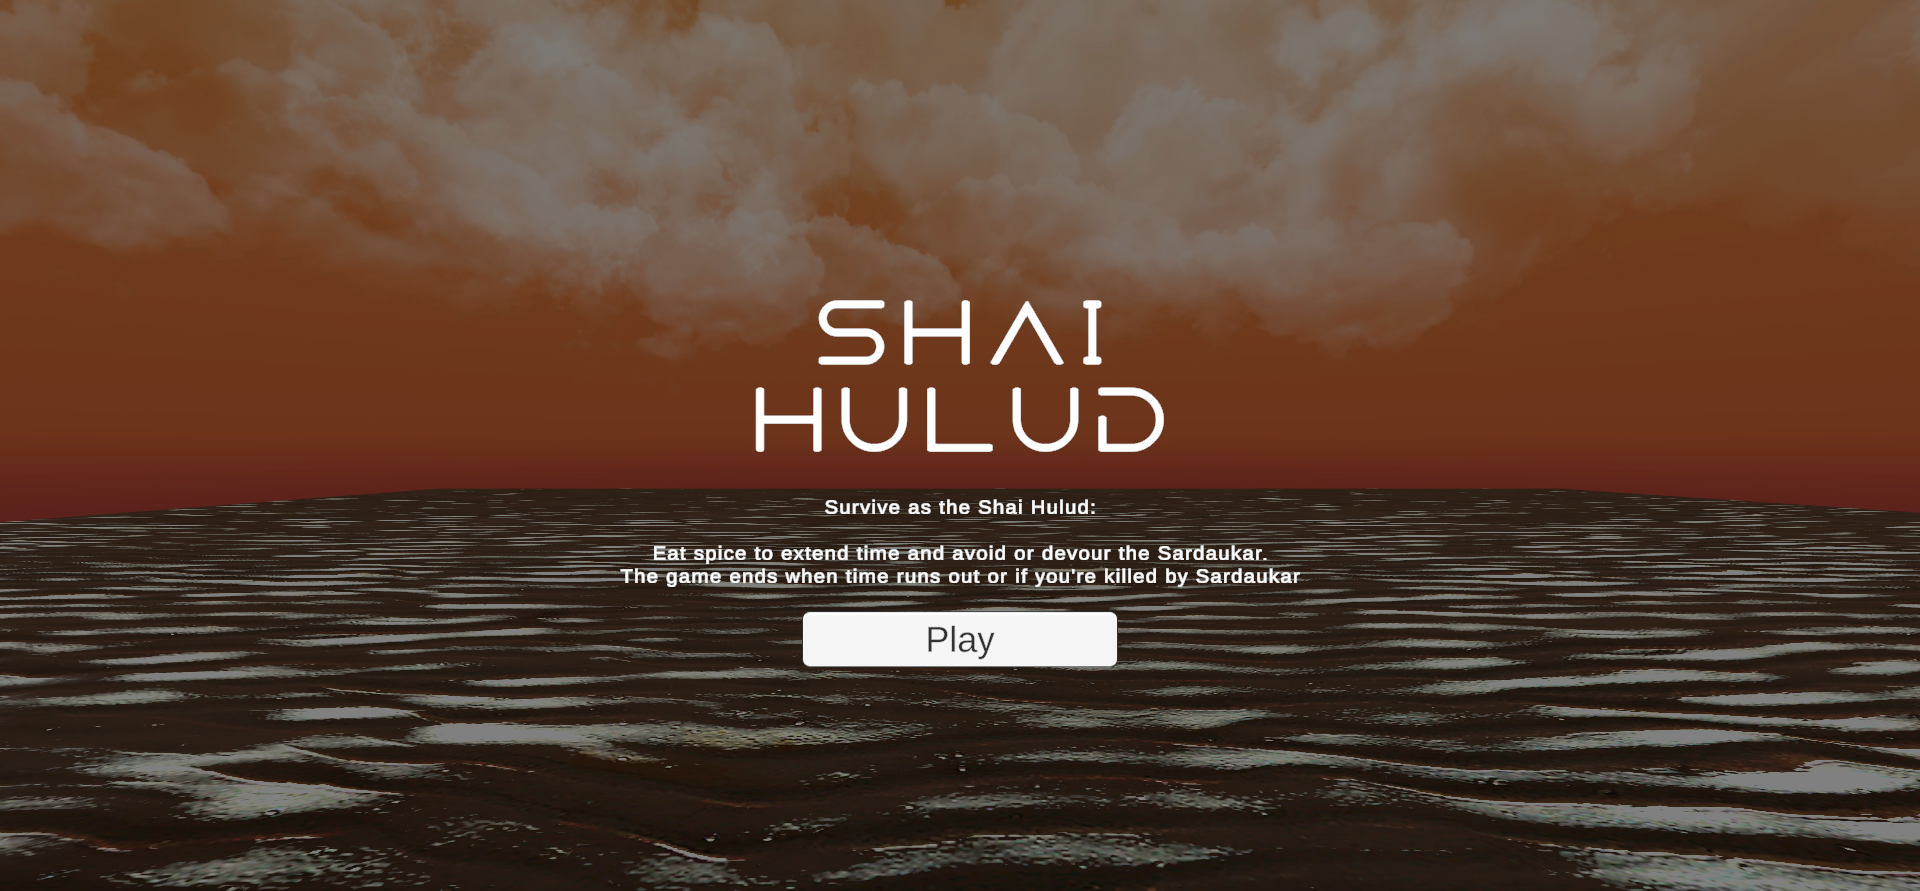 SHAI
HULUD
Survive as the Shai Hulud:
Eat spice to extend time and avoid or devour the Sardaukar.
The game ends when time runs out or if you're killed by Sardaukar
Play